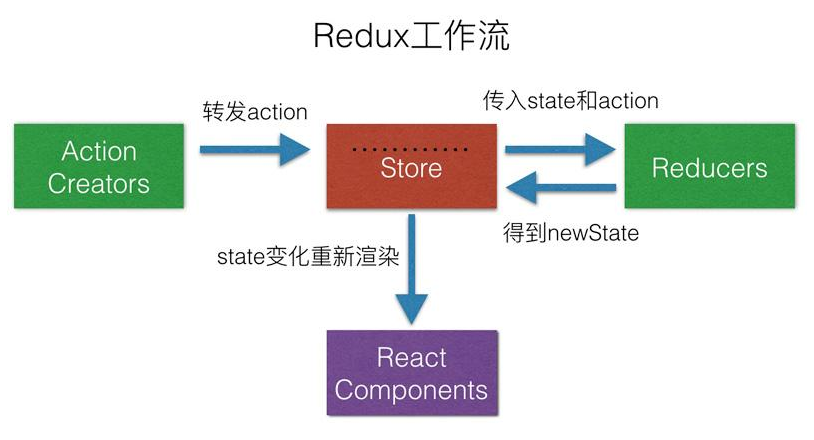 Redux工作流
转发action
传入state和action
Action
Creators
Store
Reducers
得到newState
state变化重新渲染
React
Components